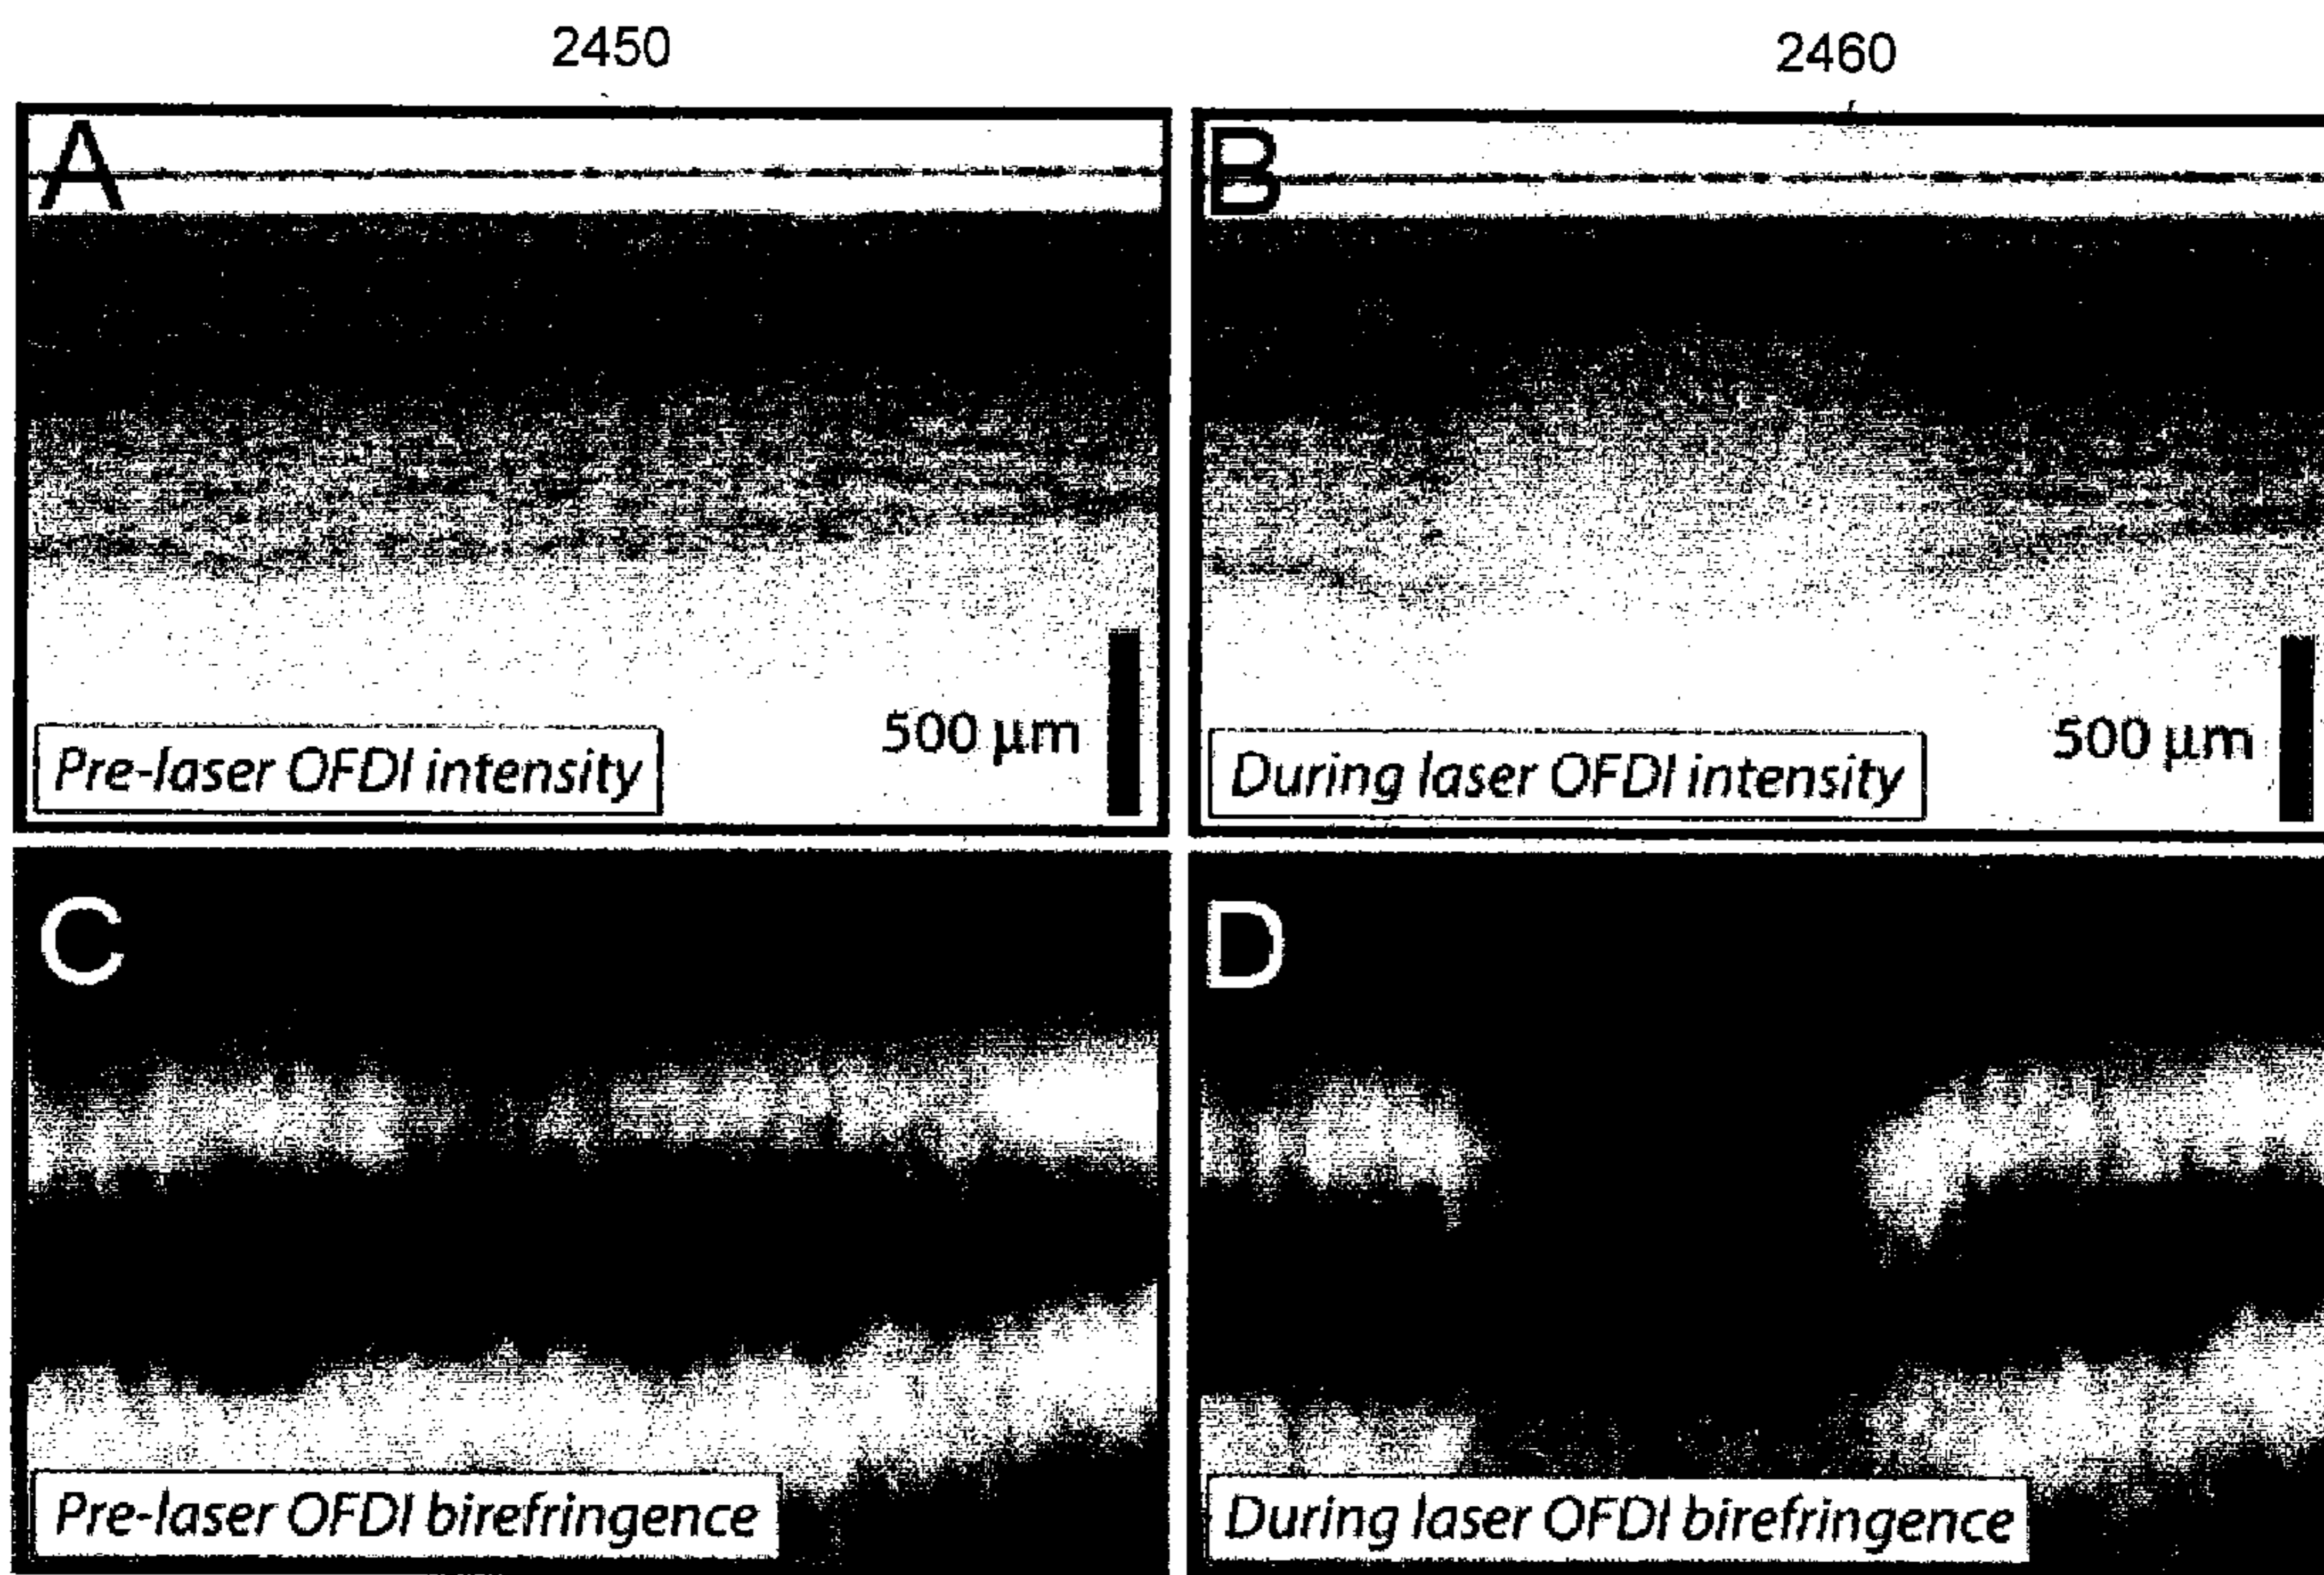 2450
2460
A
B
500 µm
500 µm
Pre-laser OFDI intensity
During laser OFDI intensity
C
D
Pre-laser OFDI birefringence
During laser OFDI birefringence